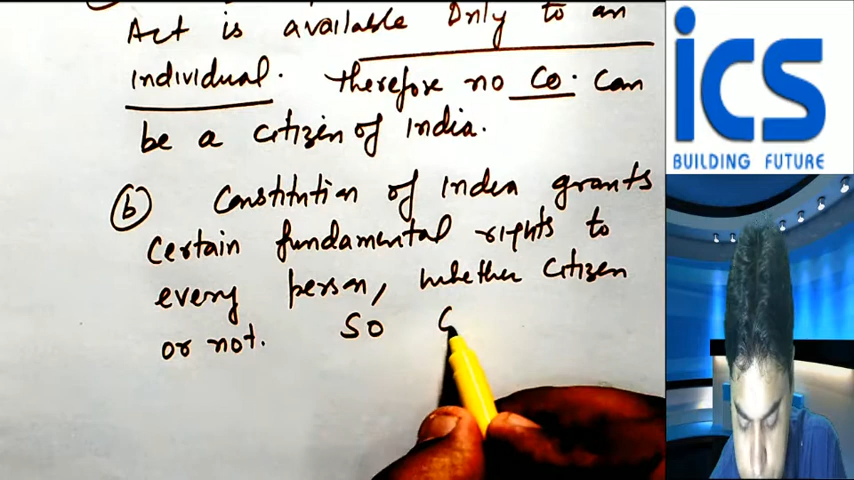 Act is available Only to an
individual. Therefore no Co. Can
be a citizen of India.
(b) Constitution of India grants
Certain fundamental rights to
every person, whether Citizen
or not. So C
ICS
BUILDING FUTURE